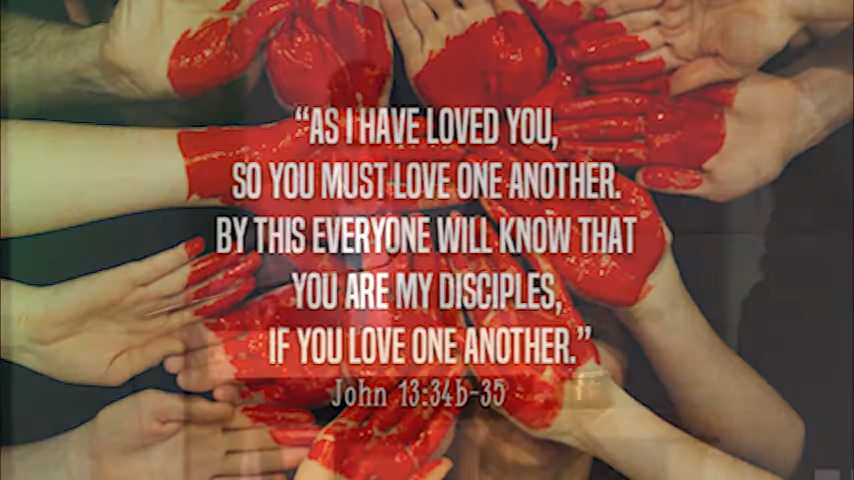 “AS I HAVE LOVED YOU,
SO YOU MUST LOVE ONE ANOTHER.
BY THIS EVERYONE WILL KNOW THAT
YOU ARE MY DISCIPLES,
IF YOU LOVE ONE ANOTHER.”
John 13:34b-35